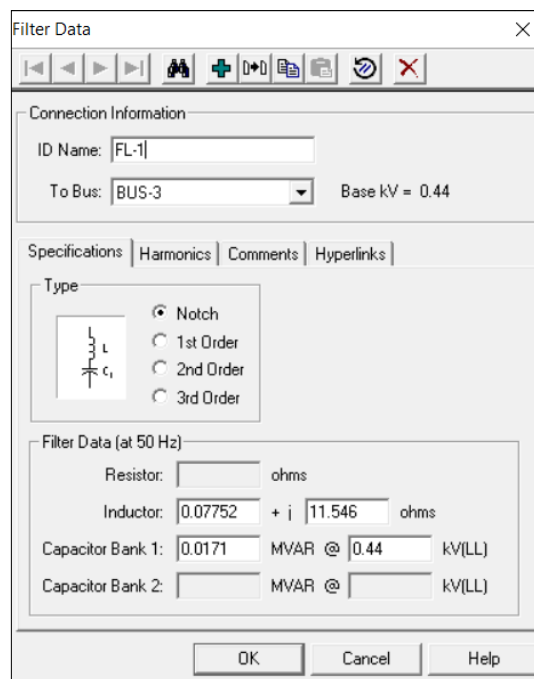 Filter Data
D→D
Connection Information
ID Name: FL-1
To Bus: BUS-3 Base kV = 0.44
Specifications Harmonics Comments Hyperlinks
Type
L
C1
Notch
1st Order
2nd Order
3rd Order
Filter Data (at 50 Hz)
Resistor: ohms
Inductor: 0.07752 + j 11.546 ohms
Capacitor Bank 1: 0.0171 MVAR @ 0.44 kV(LL)
Capacitor Bank 2: MVAR @ kV(LL)
OK Cancel Help